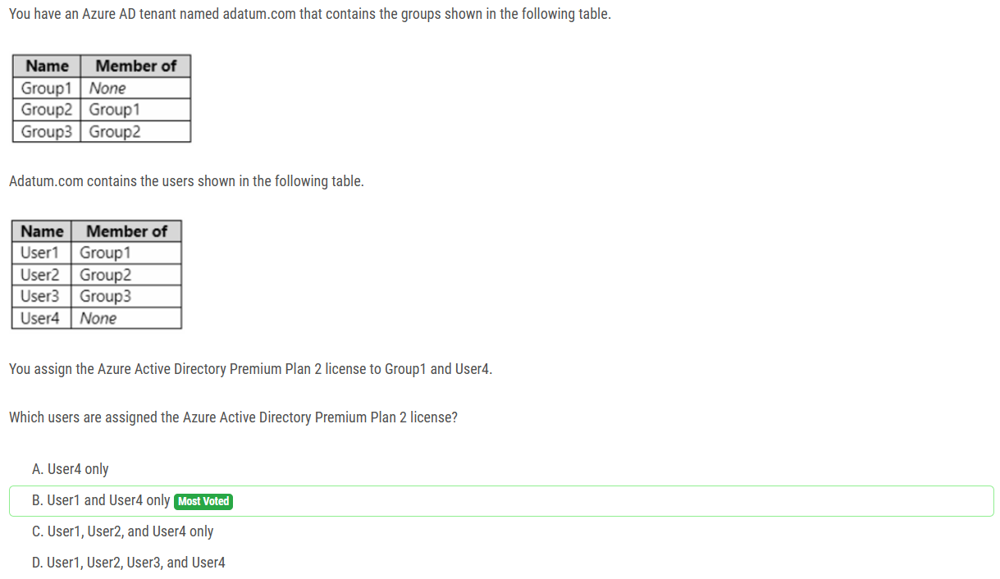 You have an Azure AD tenant named adatum.com that contains the groups shown in the following table.
Name Member of
Group1 None
Group2 Group1
Group3 Group2
Adatum.com contains the users shown in the following table.
Name Member of
User1 Group1
User2 Group2
User3 Group3
User4 None
You assign the Azure Active Directory Premium Plan 2 license to Group1 and User4.
Which users are assigned the Azure Active Directory Premium Plan 2 license?
A. User4 only
B. User1 and User4 only Most Voted
C. User1, User2, and User4 only
D. User1, User2, User3, and User4